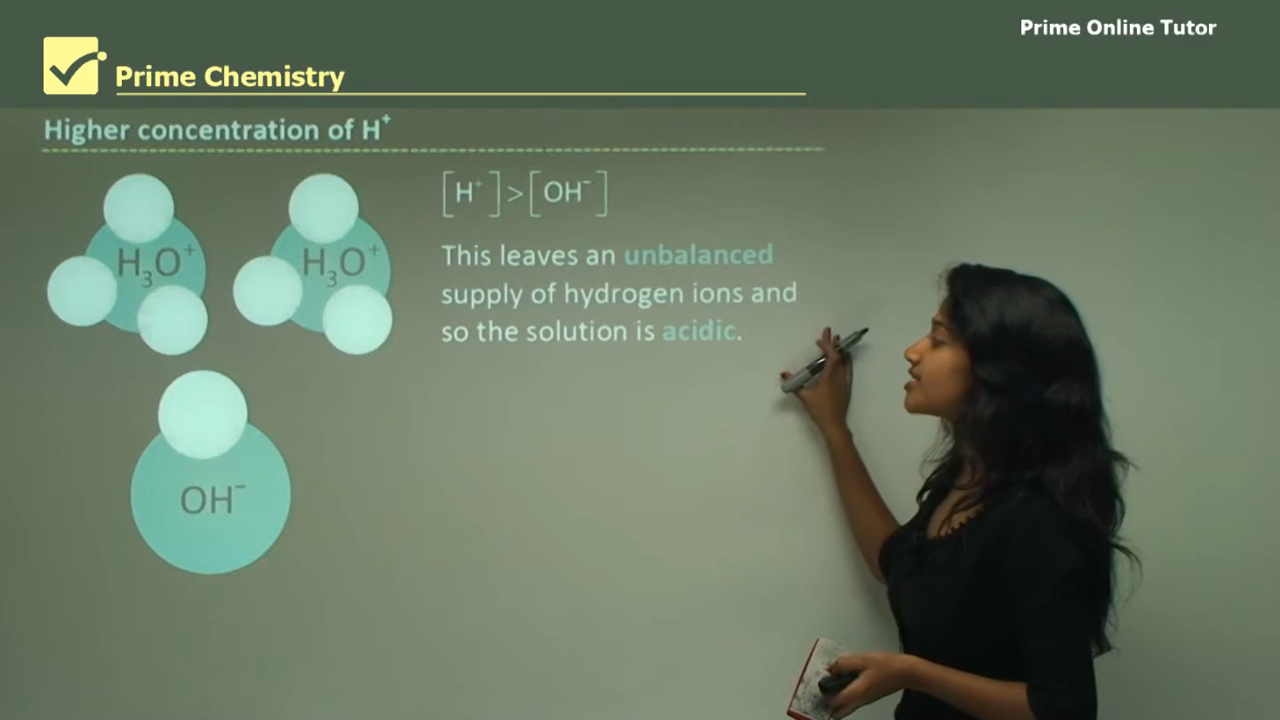 Prime Online Tutor
Prime Chemistry
Higher concentration of H⁺
[H⁺]>[OH⁻]
H₃O⁺ H₃O⁺
This leaves an unbalanced
supply of hydrogen ions and
so the solution is acidic.
OH⁻